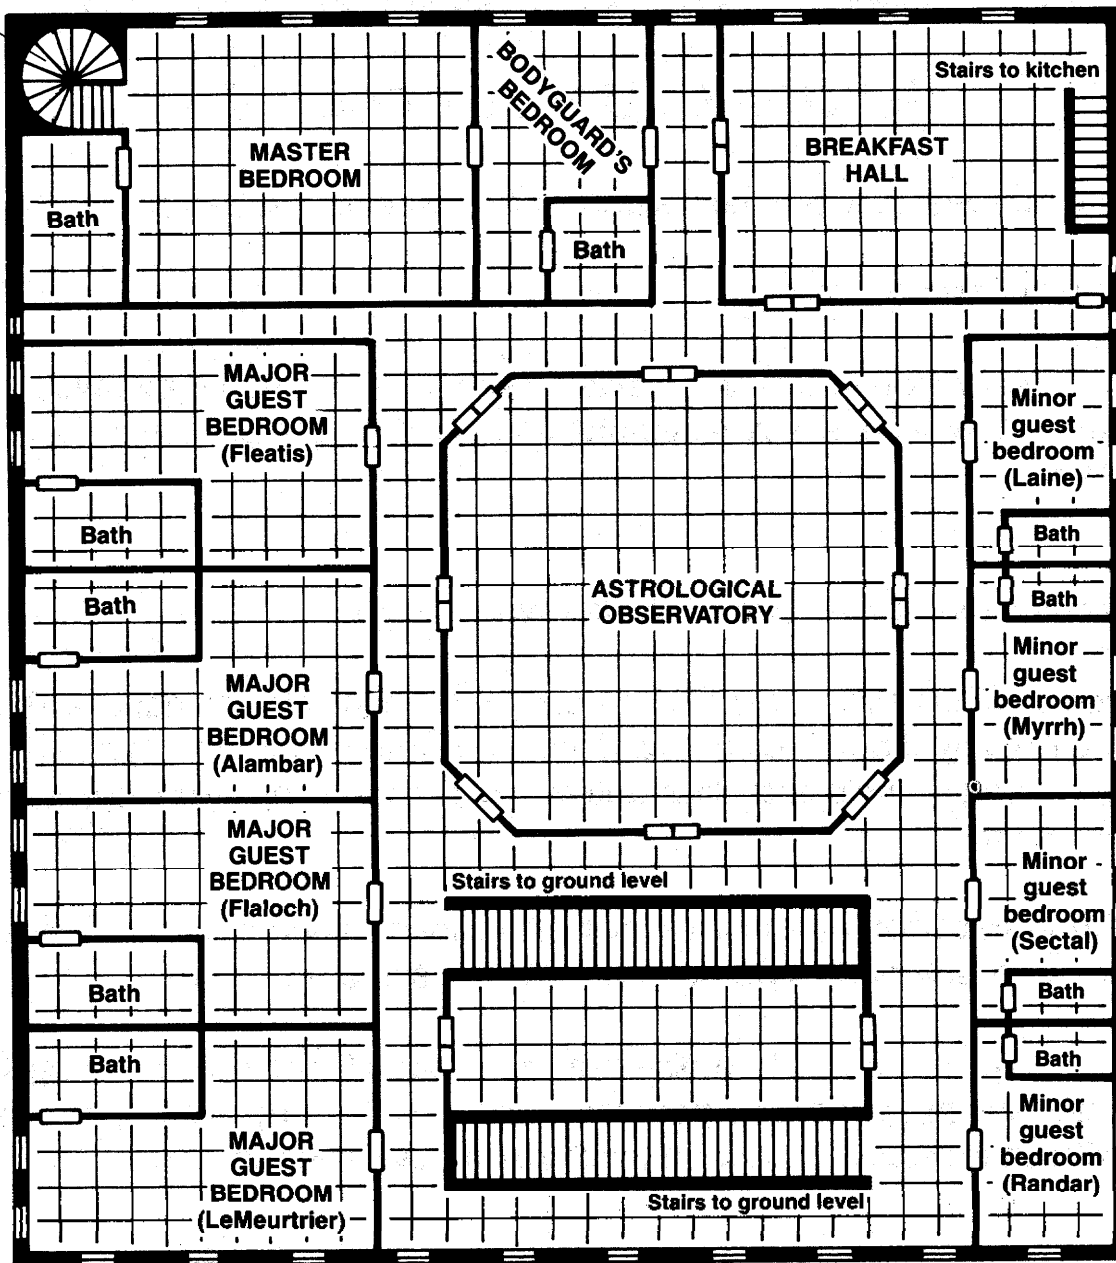 BODYGUARD'S
BEDROOM
Stairs to kitchen
MASTER
BEDROOM
BREAKFAST
HALL
Bath
Bath
MAJOR
GUEST
BEDROOM
(Fleatis)
Minor
guest
bedroom
(Laine)
Bath
Bath
Bath
Bath
ASTROLOGICAL
OBSERVATORY
MAJOR
GUEST
BEDROOM
(Alambar)
Minor
guest
bedroom
(Myrrh)
MAJOR
GUEST
BEDROOM
(Flaloch)
Stairs to ground level
Minor
guest
bedroom
(Sectal)
Bath
Bath
Bath
Bath
MAJOR
GUEST
BEDROOM
(LeMeurtrier)
Minor
guest
bedroom
(Randar)
Stairs to ground level